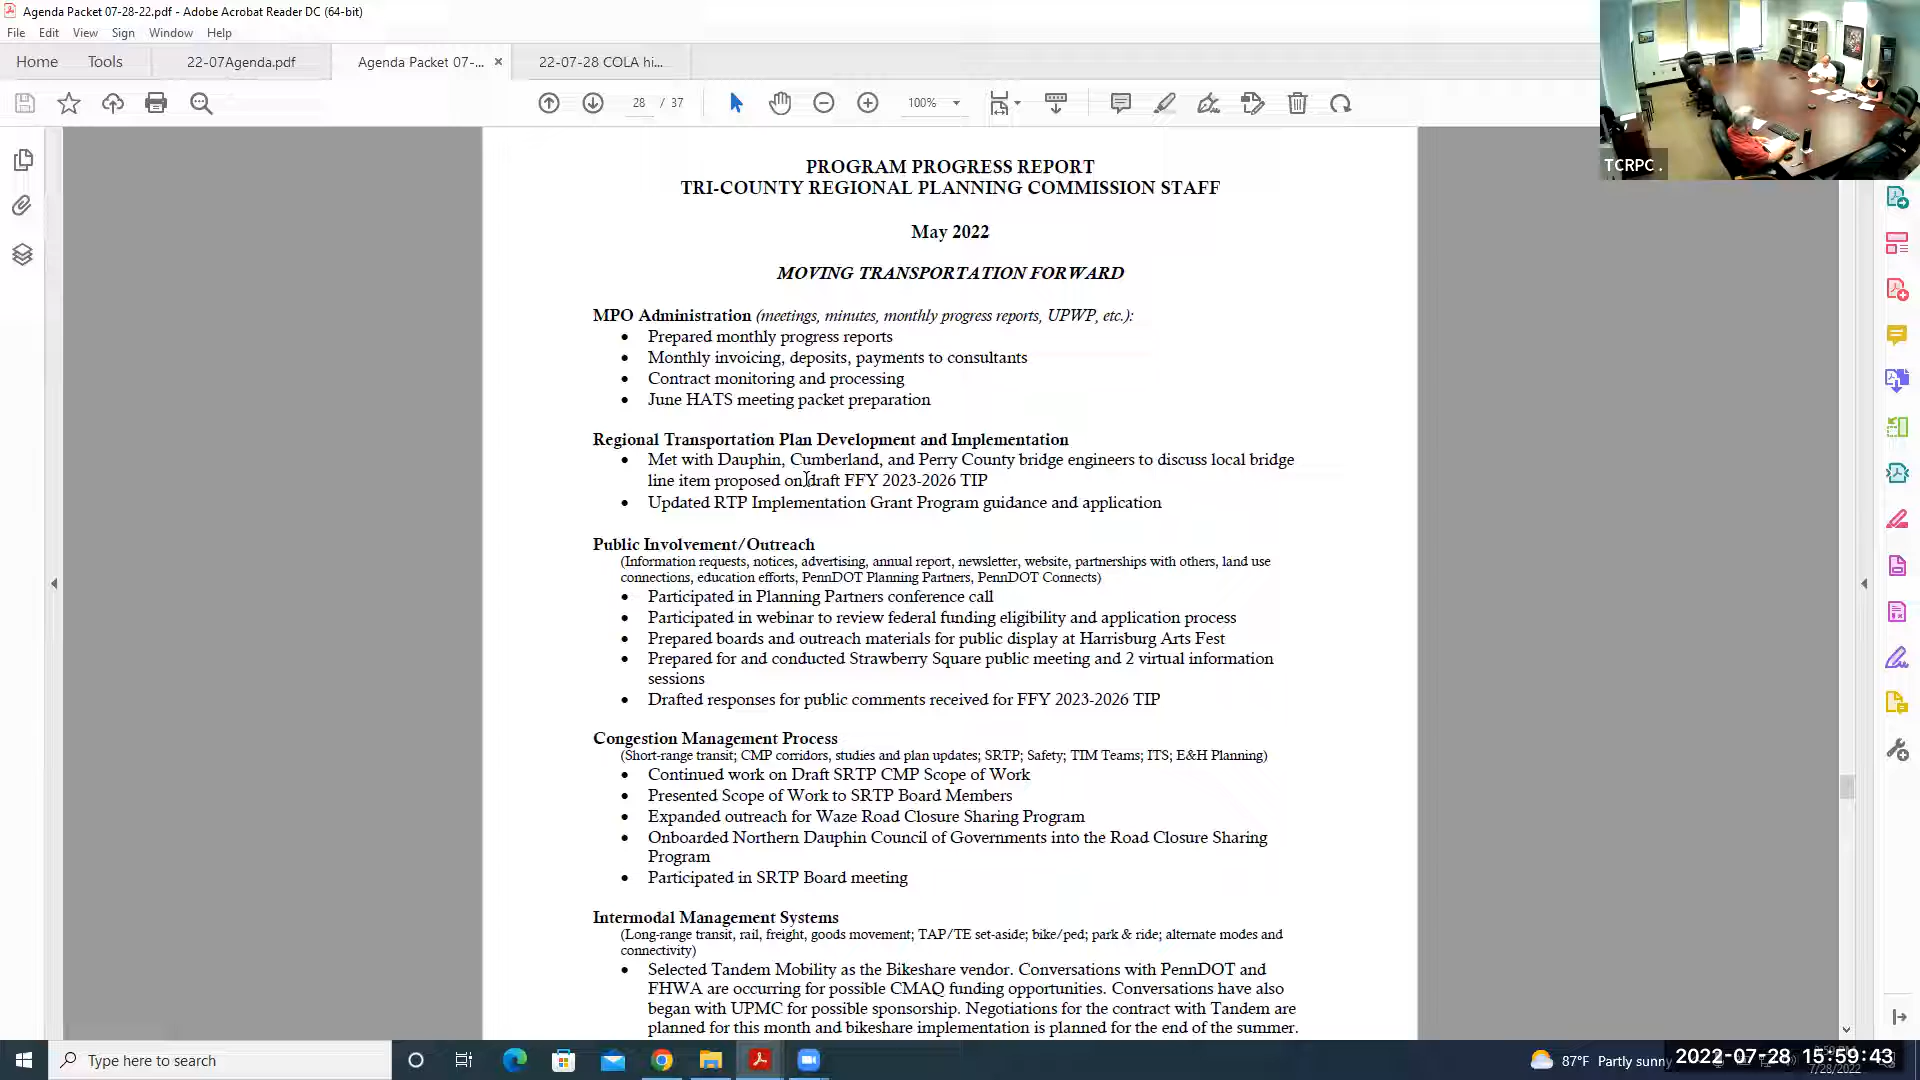 Agenda Packet 07-28-22.pdf - Adobe Acrobat Reader DC (64-bit)
File Edit View Sign Window Help
Home Tools 22-07Agenda.pdf Agenda Packet 07-... × 22-07-28 COLA hi...
28 / 37 100%
TCRPC .
PROGRAM PROGRESS REPORT
TRI-COUNTY REGIONAL PLANNING COMMISSION STAFF
May 2022
MOVING TRANSPORTATION FORWARD
MPO Administration (meetings, minutes, monthly progress reports, UPWP, etc.):
• Prepared monthly progress reports
• Monthly invoicing, deposits, payments to consultants
• Contract monitoring and processing
• June HATS meeting packet preparation
Regional Transportation Plan Development and Implementation
• Met with Dauphin, Cumberland, and Perry County bridge engineers to discuss local bridge
line item proposed on draft FFY 2023-2026 TIP
• Updated RTP Implementation Grant Program guidance and application
Public Involvement/Outreach
(Information requests, notices, advertising, annual report, newsletter, website, partnerships with others, land use
connections, education efforts, PennDOT Planning Partners, PennDOT Connects)
• Participated in Planning Partners conference call
• Participated in webinar to review federal funding eligibility and application process
• Prepared boards and outreach materials for public display at Harrisburg Arts Fest
• Prepared for and conducted Strawberry Square public meeting and 2 virtual information
sessions
• Drafted responses for public comments received for FFY 2023-2026 TIP
Congestion Management Process
(Short-range transit; CMP corridors, studies and plan updates; SRTP; Safety; TIM Teams; ITS; E&H Planning)
• Continued work on Draft SRTP CMP Scope of Work
• Presented Scope of Work to SRTP Board Members
• Expanded outreach for Waze Road Closure Sharing Program
• Onboarded Northern Dauphin Council of Governments into the Road Closure Sharing
Program
• Participated in SRTP Board meeting
Intermodal Management Systems
(Long-range transit, rail, freight, goods movement; TAP/TE set-aside; bike/ped; park & ride; alternate modes and
connectivity)
• Selected Tandem Mobility as the Bikeshare vendor. Conversations with PennDOT and
FHWA are occurring for possible CMAQ funding opportunities. Conversations have also
began with UPMC for possible sponsorship. Negotiations for the contract with Tandem are
planned for this month and bikeshare implementation is planned for the end of the summer.
Type here to search
87°F Partly sunny
2022-07-28 15:59:43
7/28/2022